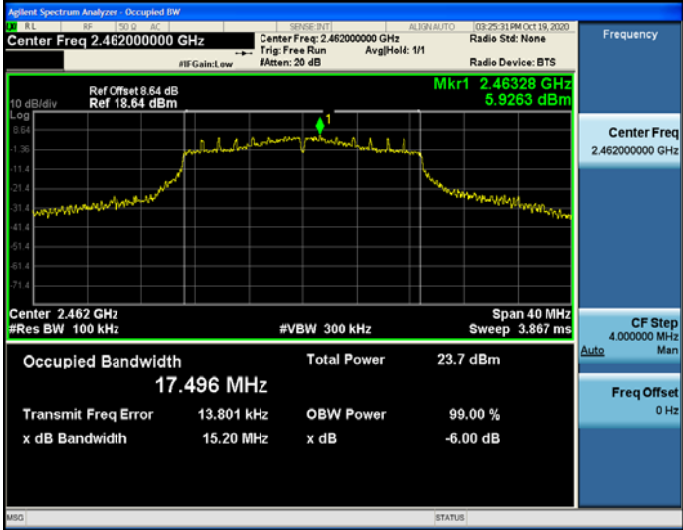 Agilent Spectrum Analyzer - Occupied BW
RL RF 50 Ω AC SENSE:INT ALIGNAUTO 03:25:31 PM Oct 19, 2020
Center Freq 2.462000000 GHz
#IFGain:Low
Center Freq: 2.462000000 GHz
Trig: Free Run Avg|Hold: 1/1
#Atten: 20 dB
Radio Std: None
Radio Device: BTS
Frequency
Ref Offset 8.64 dB
Ref 18.64 dBm
10 dB/div
Log
Mkr1 2.46328 GHz
5.9263 dBm
1
8.64
-1.36
-11.4
-21.4
-31.4
-41.4
-51.4
-61.4
-71.4
Center 2.462 GHz
Span 40 MHz
#Res BW 100 kHz
#VBW 300 kHz
Sweep 3.867 ms
Occupied Bandwidth
17.496 MHz
Total Power 23.7 dBm
Transmit Freq Error 13.801 kHz
OBW Power 99.00 %
x dB Bandwidth 15.20 MHz
x dB -6.00 dB
Center Freq
2.462000000 GHz
CF Step
4.000000 MHz
Auto Man
Freq Offset
0 Hz
MSG
STATUS